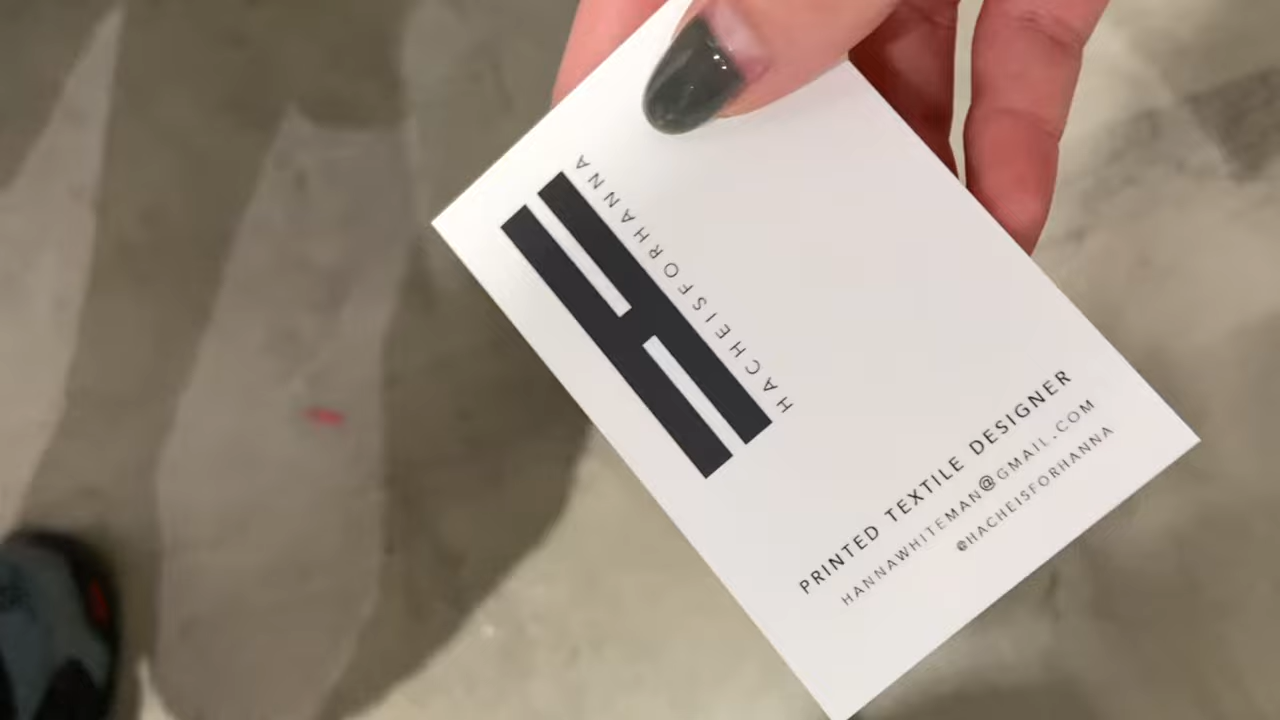 H
HACHEISFORHANNA
PRINTED TEXTILE DESIGNER
HANNAWHITEMAN@GMAIL.COM
@HACHEISFORHANNA